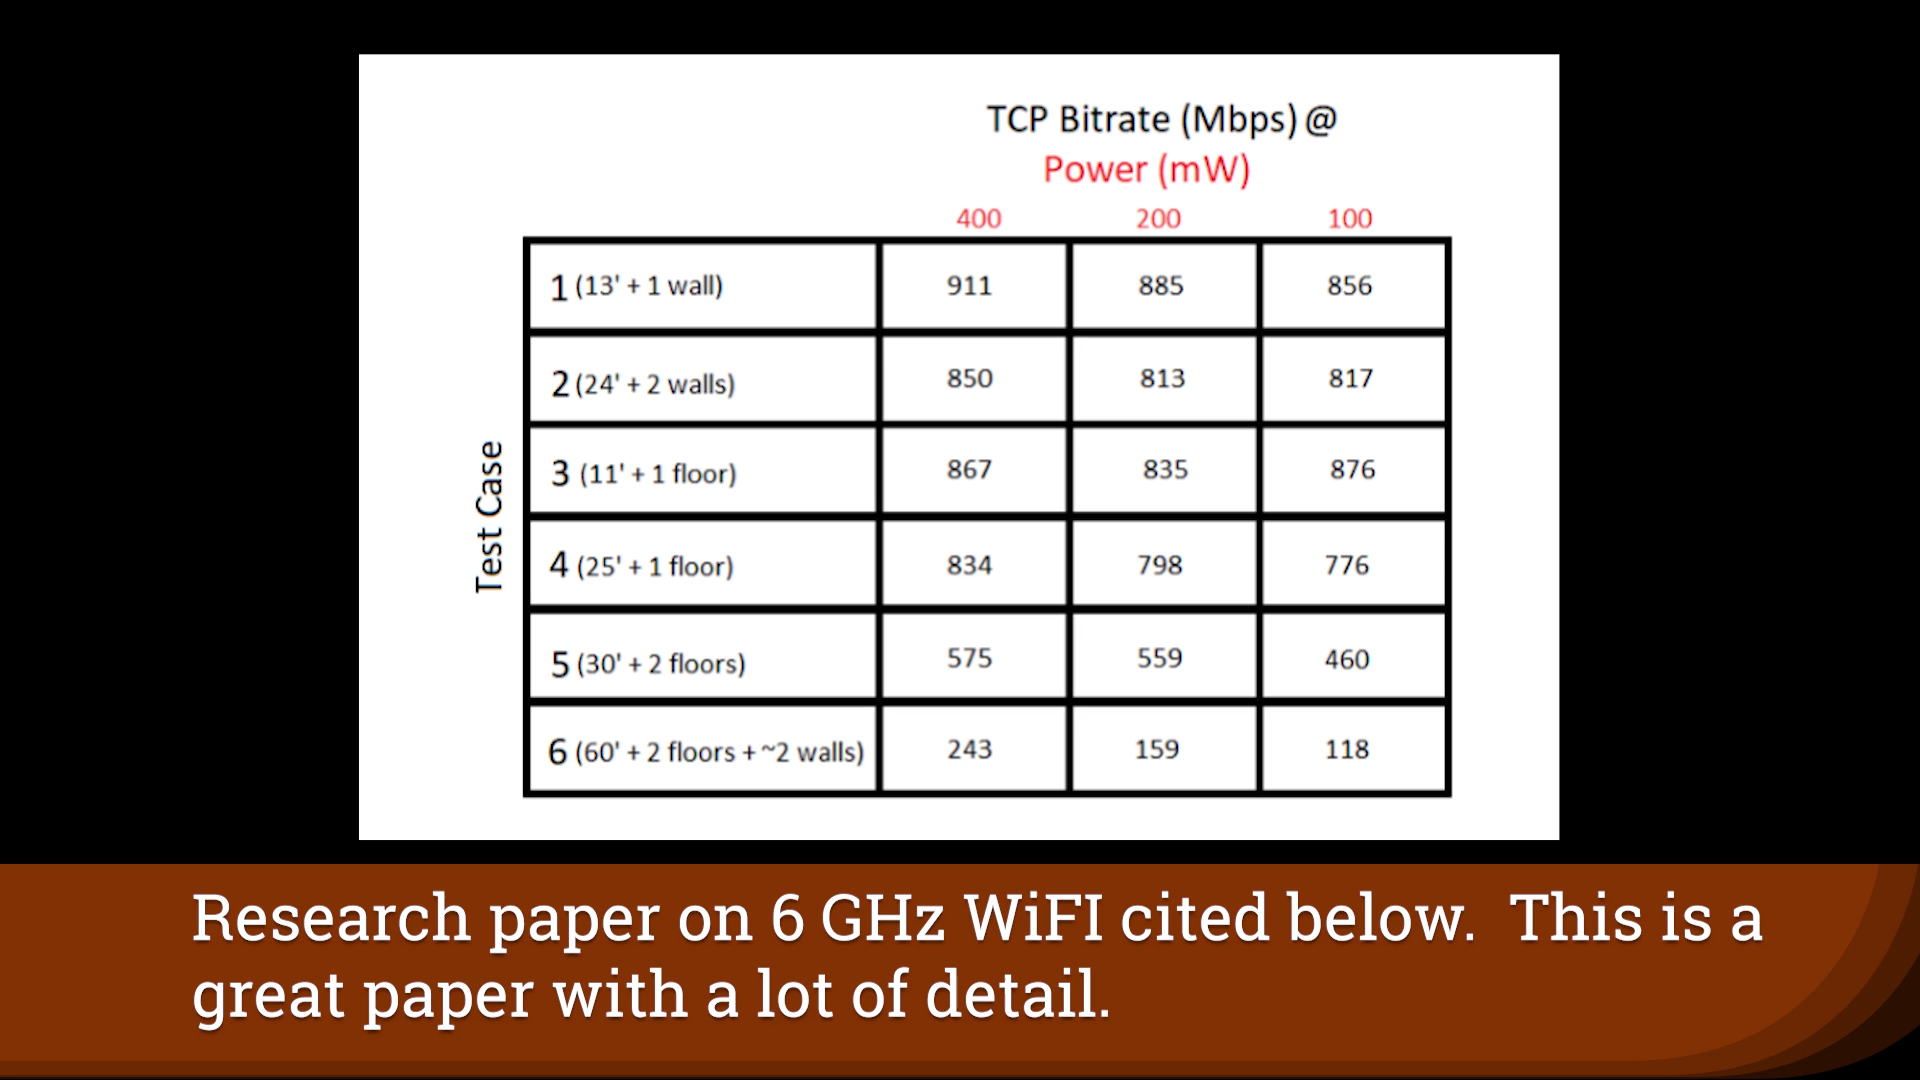 TCP Bitrate (Mbps) @
Power (mW)
400 200 100
Test Case
1 (13' + 1 wall) 911 885 856
2 (24' + 2 walls) 850 813 817
3 (11' + 1 floor) 867 835 876
4 (25' + 1 floor) 834 798 776
5 (30' + 2 floors) 575 559 460
6 (60' + 2 floors + ~2 walls) 243 159 118
Research paper on 6 GHz WiFI cited below. This is a
great paper with a lot of detail.